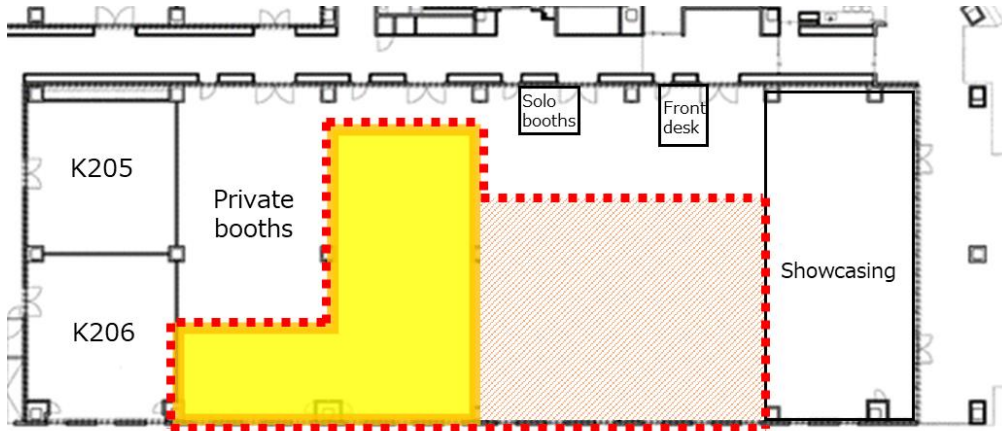 Solo
booths
Front
desk
K205
Private
booths
Showcasing
K206